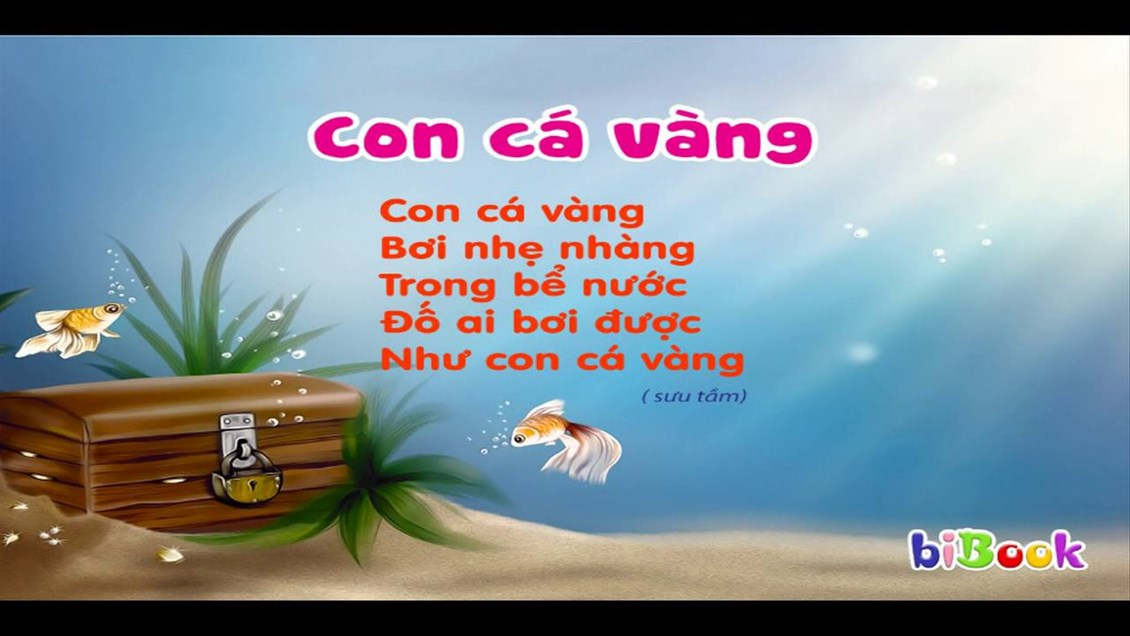 Con cá vàng
Con cá vàng
Bơi nhẹ nhàng
Trong bể nước
Đố ai bơi được
Như con cá vàng
( sưu tầm)
biBook